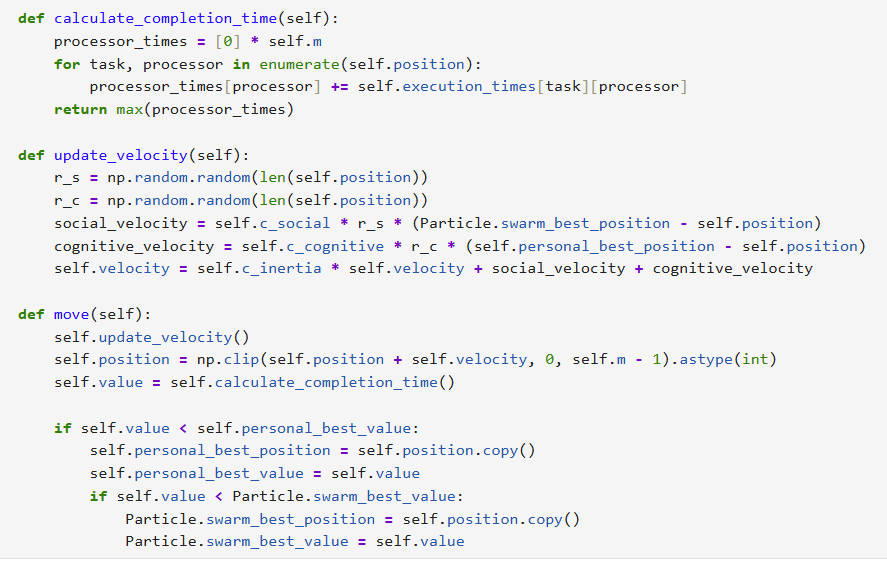 def calculate_completion_time(self):
    processor_times = [0] * self.m
    for task, processor in enumerate(self.position):
        processor_times[processor] += self.execution_times[task][processor]
    return max(processor_times)

def update_velocity(self):
    r_s = np.random.random(len(self.position))
    r_c = np.random.random(len(self.position))
    social_velocity = self.c_social * r_s * (Particle.swarm_best_position - self.position)
    cognitive_velocity = self.c_cognitive * r_c * (self.personal_best_position - self.position)
    self.velocity = self.c_inertia * self.velocity + social_velocity + cognitive_velocity

def move(self):
    self.update_velocity()
    self.position = np.clip(self.position + self.velocity, 0, self.m - 1).astype(int)
    self.value = self.calculate_completion_time()

    if self.value < self.personal_best_value:
        self.personal_best_position = self.position.copy()
        self.personal_best_value = self.value
        if self.value < Particle.swarm_best_value:
            Particle.swarm_best_position = self.position.copy()
            Particle.swarm_best_value = self.value